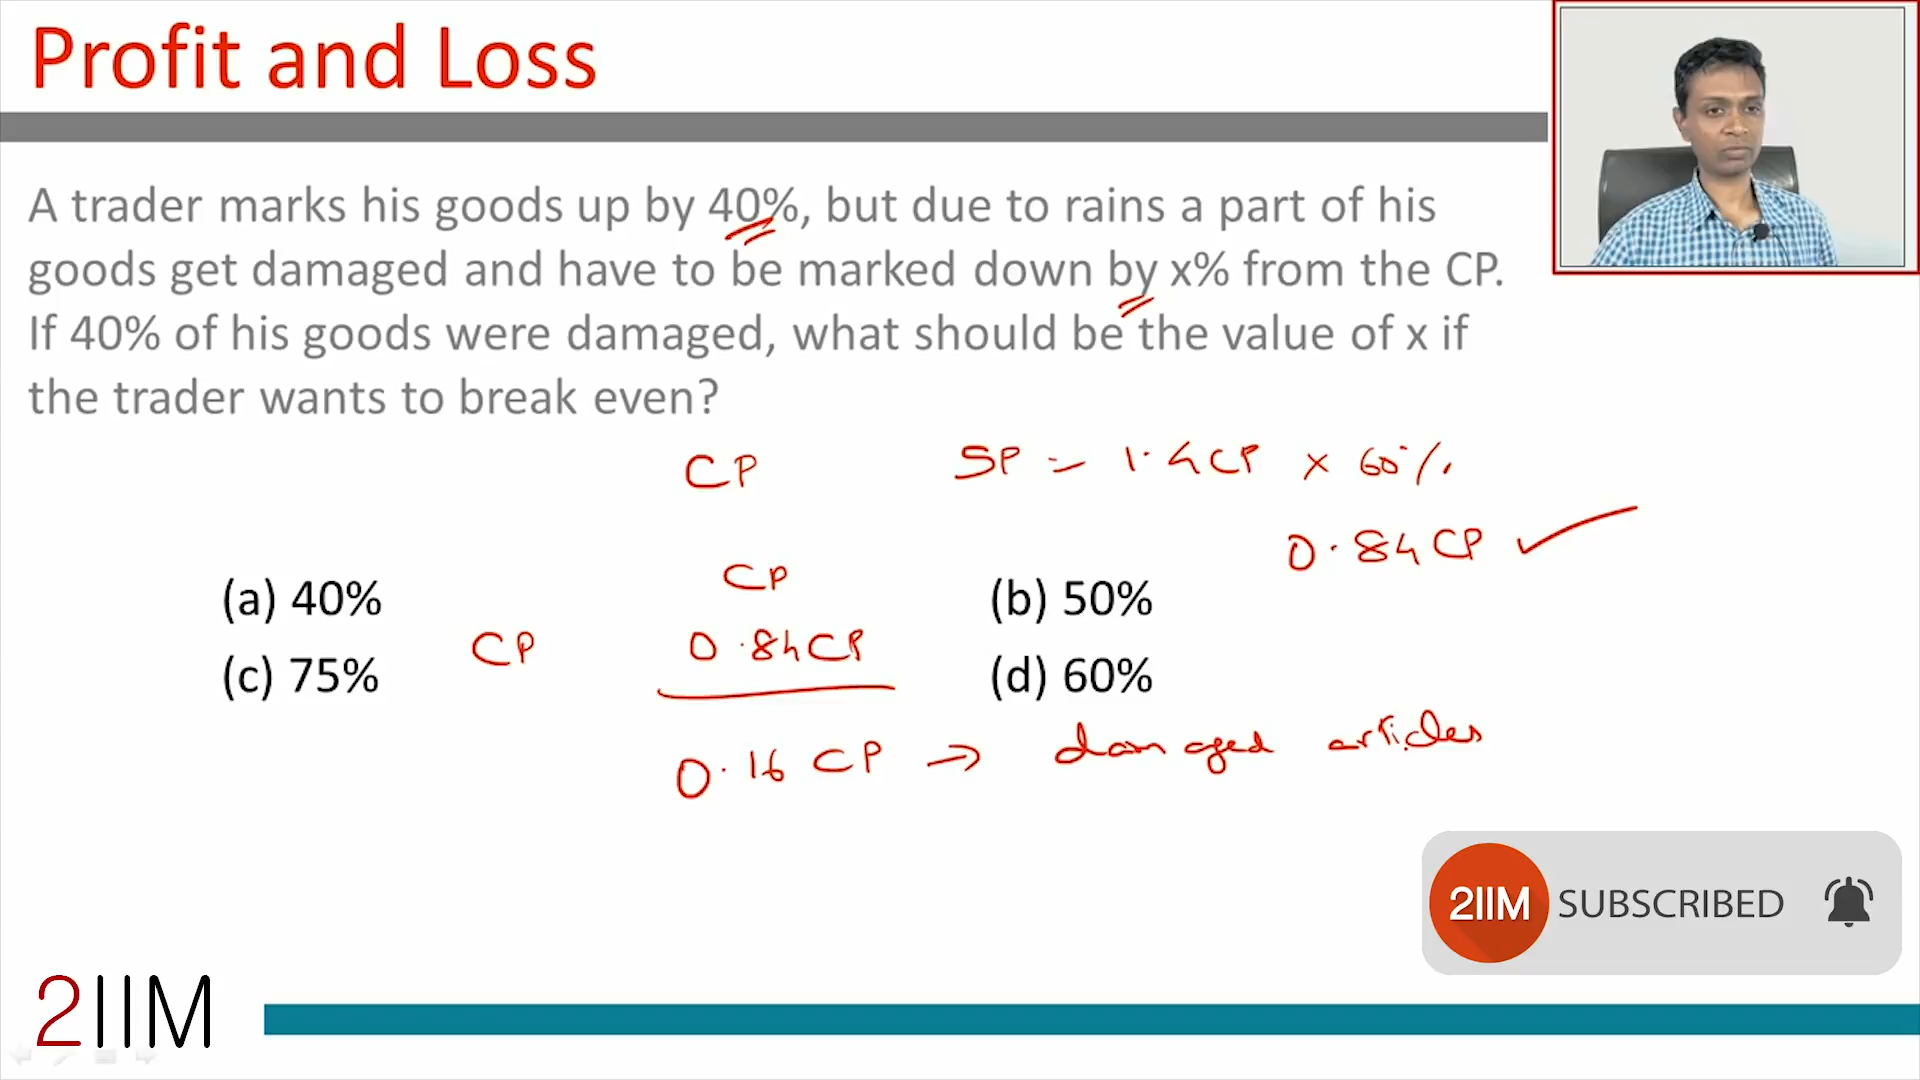 Profit and Loss
A trader marks his goods up by 40%, but due to rains a part of his
goods get damaged and have to be marked down by x% from the CP.
If 40% of his goods were damaged, what should be the value of x if
the trader wants to break even?
CP SP = 1.4CP x 60%
0.84CP
CP
(a) 40% (b) 50%
CP 0.84CP
(c) 75% (d) 60%
0.16 CP → damaged articles
2IIM SUBSCRIBED
2IIM